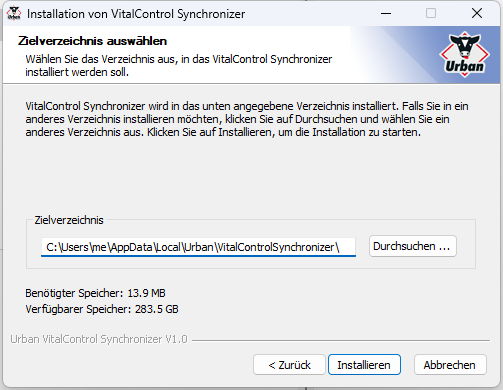 Installation von VitalControl Synchronizer
Zielverzeichnis auswählen
Wählen Sie das Verzeichnis aus, in das VitalControl Synchronizer
installiert werden soll.
Urban
VitalControl Synchronizer wird in das unten angegebene Verzeichnis installiert. Falls Sie in ein
anderes Verzeichnis installieren möchten, klicken Sie auf Durchsuchen und wählen Sie ein
anderes Verzeichnis aus. Klicken Sie auf Installieren, um die Installation zu starten.
Zielverzeichnis
C:\Users\me\AppData\Local\Urban\VitalControlSynchronizer\
Durchsuchen ...
Benötigter Speicher: 13.9 MB
Verfügbarer Speicher: 283.5 GB
Urban VitalControl Synchronizer V1.0
< Zurück
Installieren
Abbrechen